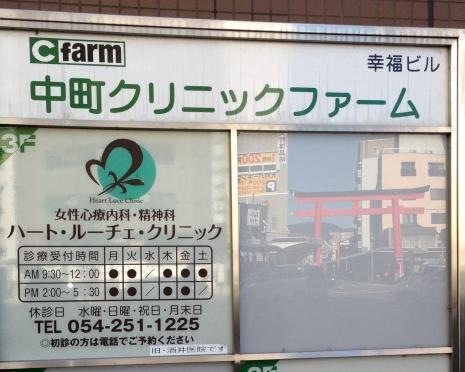 C farm
幸福ビル
中町クリニックファーム
3F
Heart Luce Clinic
女性心療内科・精神科
ハート・ルーチェ・クリニック
診療受付時間 月 火 水 木 金 土
AM 9:30～12:00 ● ● ／ ● ● ●
PM 2:00～5:30 ● ● ／ ● ● ／
休診日 水曜・日曜・祝日・月末日
TEL 054-251-1225
◎初診の方は電話でご予約ください
旧・酒井医院です